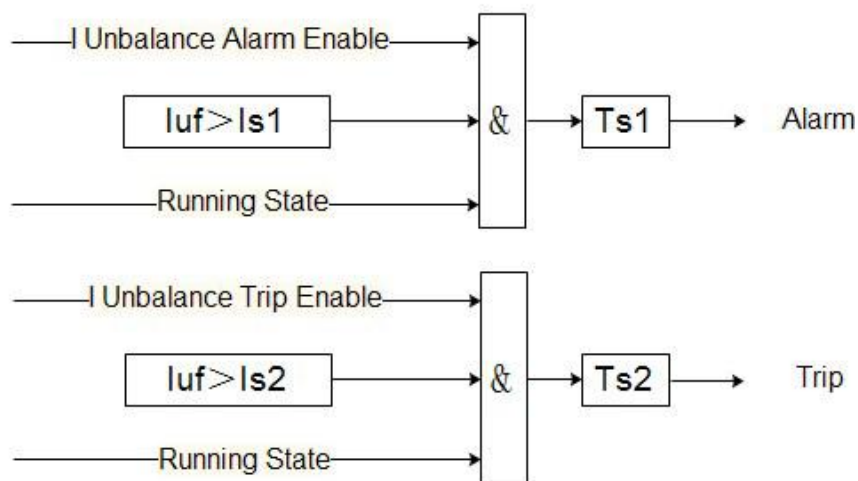 I Unbalance Alarm Enable
Iuf＞Is1
&
Ts1
Alarm
Running State
I Unbalance Trip Enable
Iuf＞Is2
&
Ts2
Trip
Running State